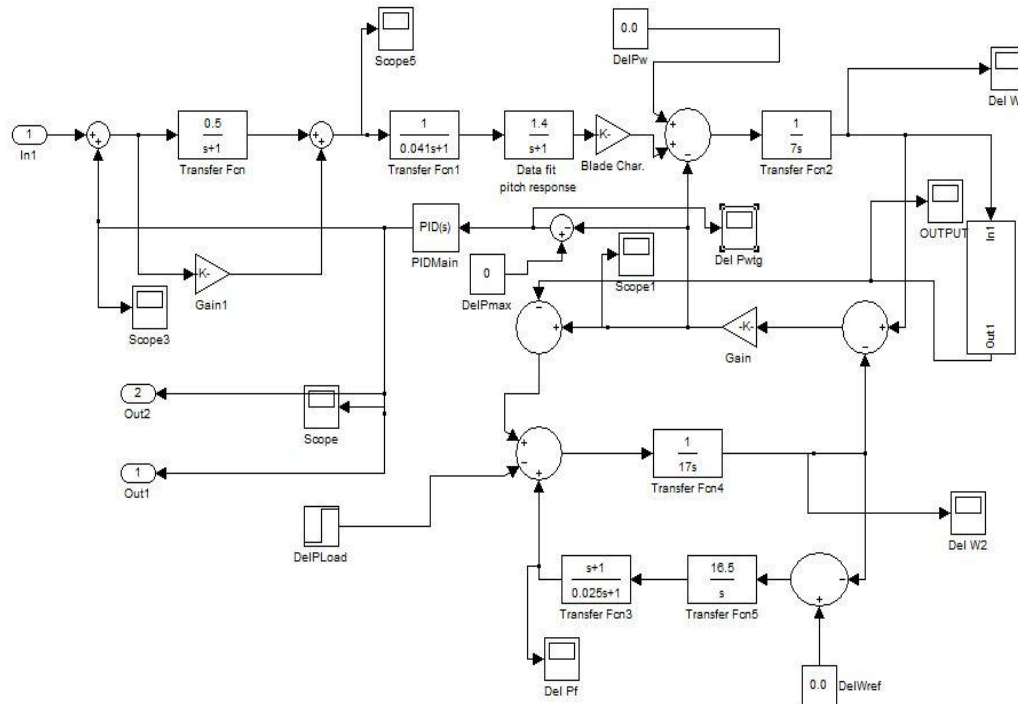 Scope5
0.0
DelPw
Del W
1
In1
0.5
s+1
Transfer Fcn
1
0.041s+1
Transfer Fcn1
1.4
s+1
Data fit
pitch response
K-
Blade Char.
1
7s
Transfer Fcn2
OUTPUT
In1
Out1
PID(s)
PIDMain
0
DelPmax
Del Pwtg
Scope1
K-
Gain1
Scope3
-K-
Gain
2
Out2
Scope
1
Out1
1
17s
Transfer Fcn4
DelPLoad
Del W2
s+1
0.025s+1
Transfer Fcn3
16.5
s
Transfer Fcn5
Del Pf
0.0
DelWref